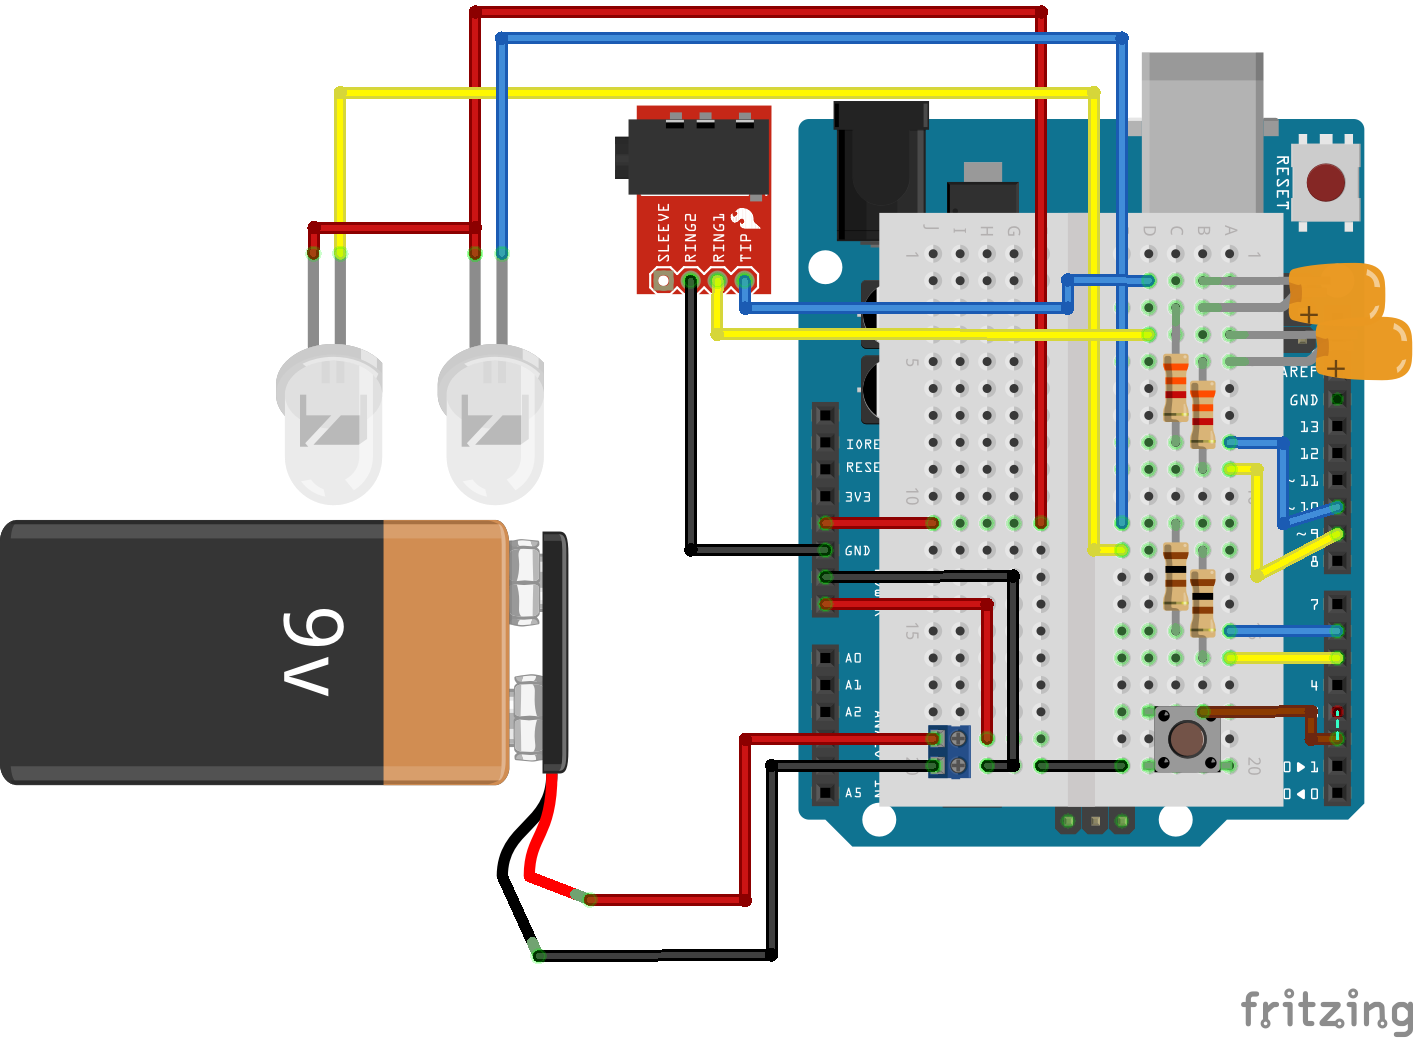 SLEEVE
RING2
RING1
TIP
RESET
J I H G D C B A
1 1
5
10
15
20
+
+
AREF
GND
13
12
~11
~10
~9
8
7
4
1
0
IORE
RESE
3V3
GND
A0
A1
A2
A5
9v
fritzing